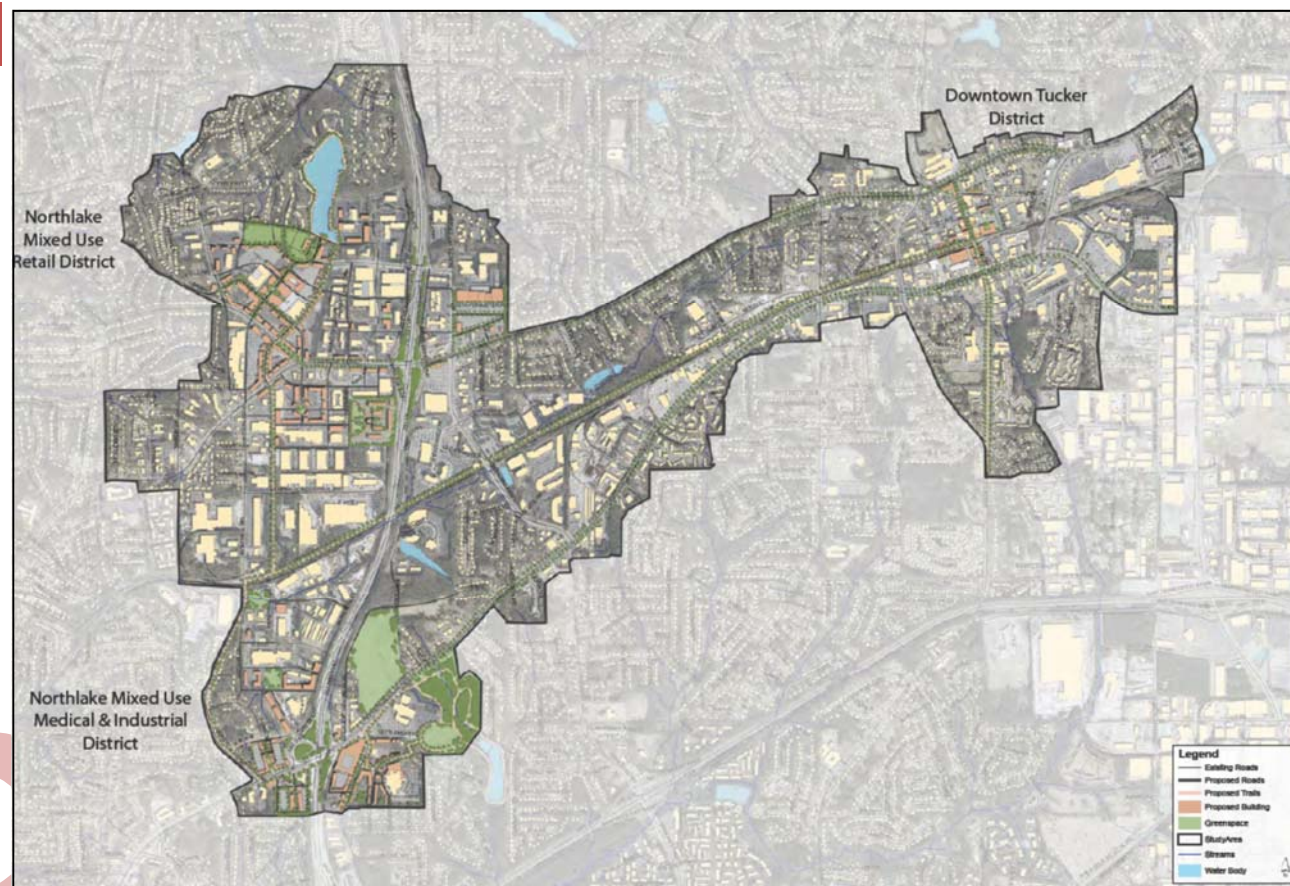 Downtown Tucker
District
Northlake
Mixed Use
Retail District
Northlake Mixed Use
Medical & Industrial
District
Legend
Existing Roads
Proposed Roads
Proposed Trails
Proposed Building
Greenspace
StudyArea
Streams
Water Body